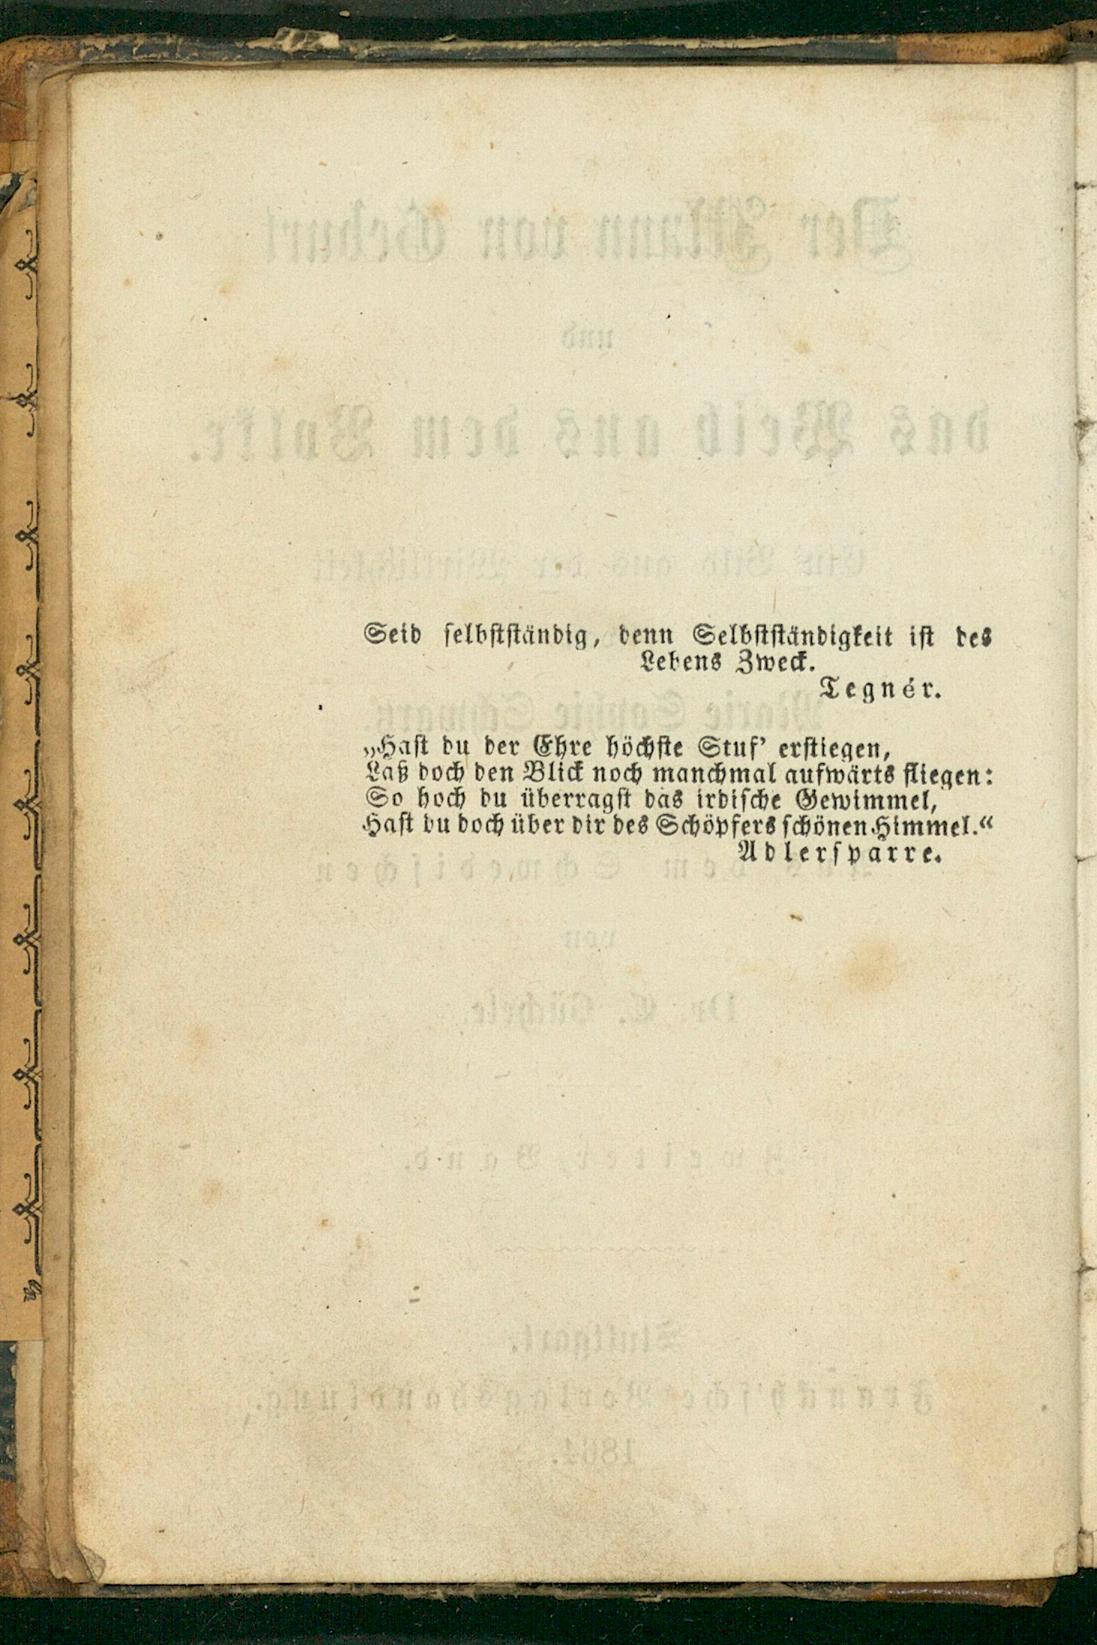 Seid selbstständig, denn Selbstständigkeit ist des
Lebens Zweck.
Tegnér.
„Hast du der Ehre höchste Stuf’ erstiegen,
Laß doch den Blick noch manchmal aufwärts fliegen:
So hoch du überragst das irdische Gewimmel,
Hast du doch über dir des Schöpfers schönen Himmel.“
Adlersparre.